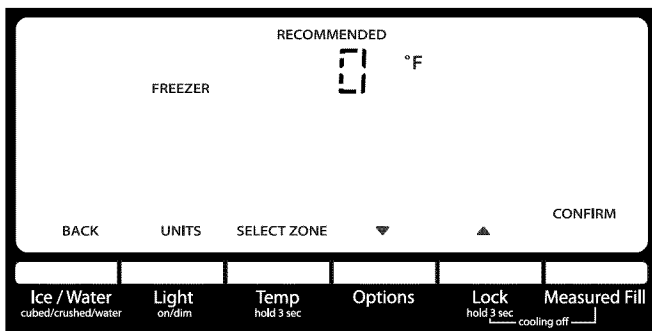 RECOMMENDED
0 °F
FREEZER
CONFIRM
BACK UNITS SELECT ZONE
Ice / Water Light Temp Options Lock Measured Fill
cubed/crushed/water on/dim hold 3 sec hold 3 sec
cooling off